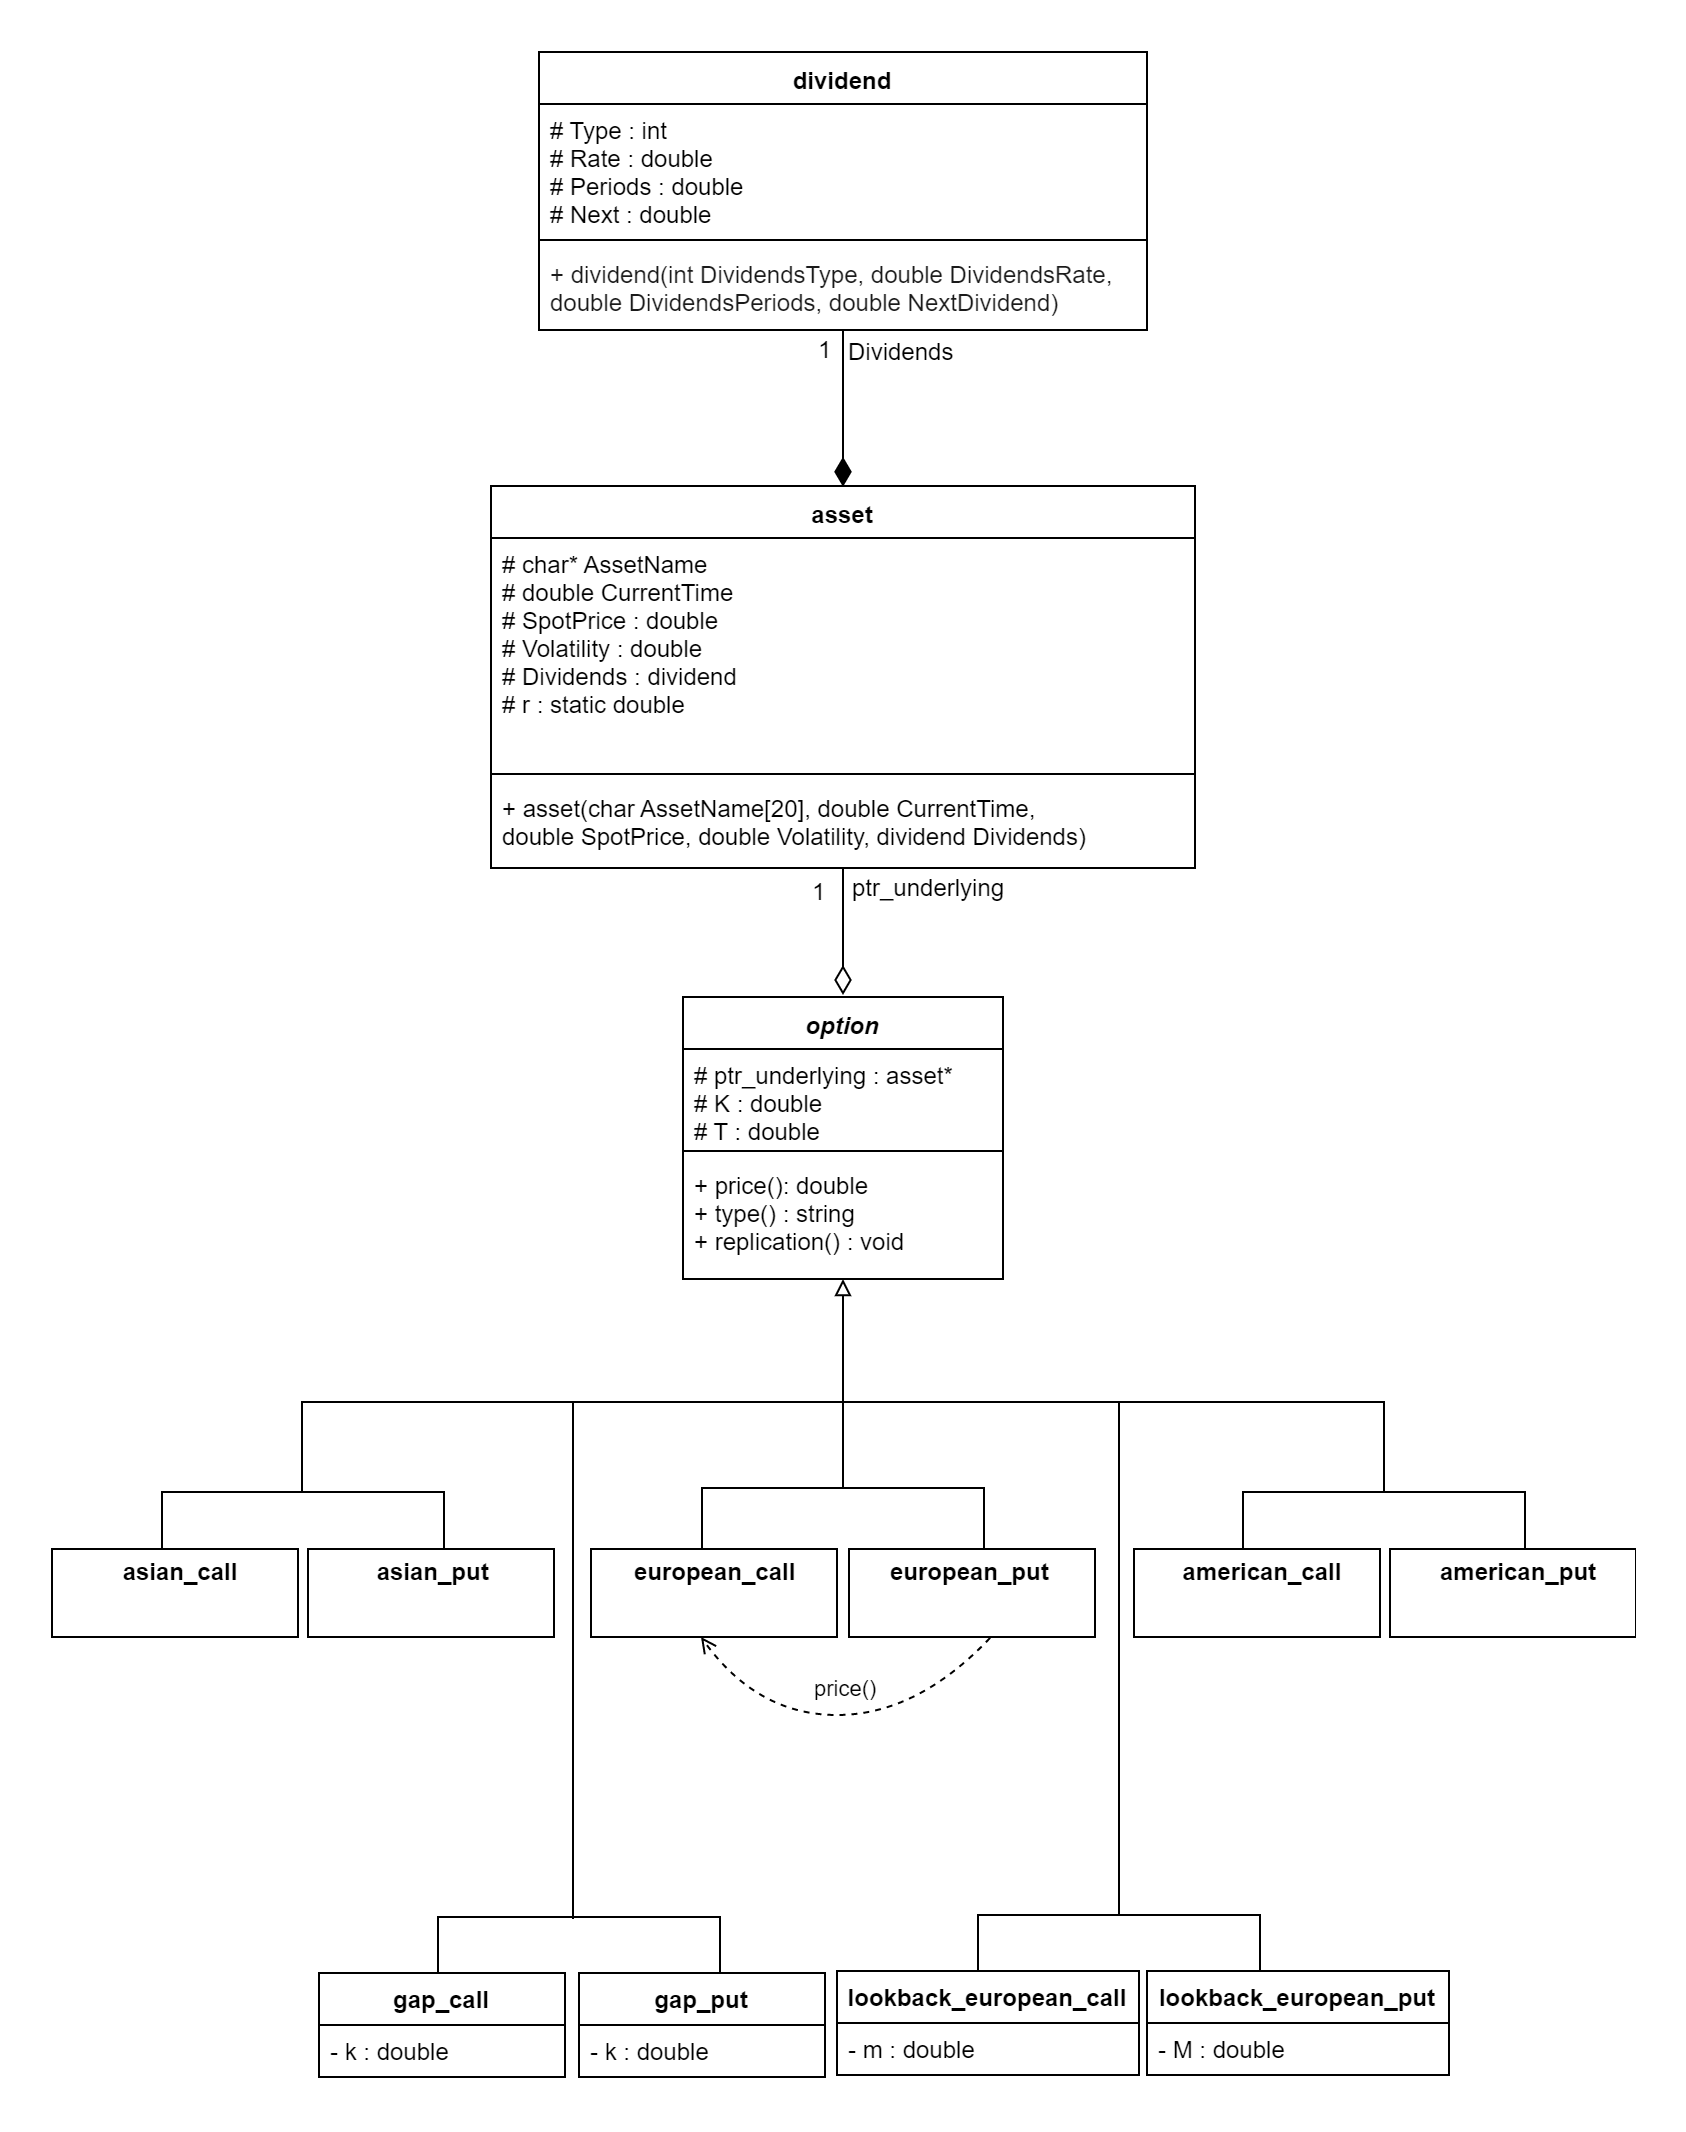 dividend
# Type : int
# Rate : double
# Periods : double
# Next : double
+ dividend(int DividendsType, double DividendsRate,
double DividendsPeriods, double NextDividend)
1 Dividends
asset
# char* AssetName
# double CurrentTime
# SpotPrice : double
# Volatility : double
# Dividends : dividend
# r : static double
+ asset(char AssetName[20], double CurrentTime,
double SpotPrice, double Volatility, dividend Dividends)
1 ptr_underlying
option
# ptr_underlying : asset*
# K : double
# T : double
+ price(): double
+ type() : string
+ replication() : void
asian_call
asian_put
european_call
european_put
american_call
american_put
price()
gap_call
- k : double
gap_put
- k : double
lookback_european_call
- m : double
lookback_european_put
- M : double